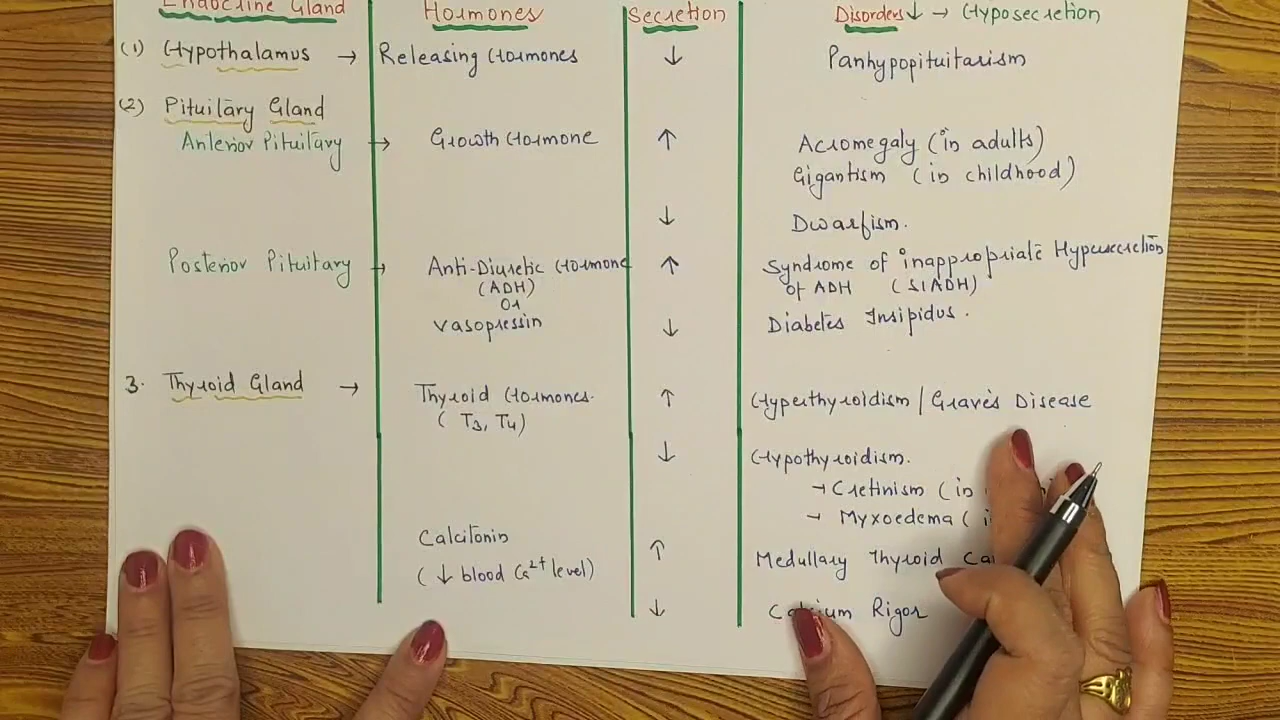 Endocrine Gland Hormones Secretion Disorders ↓ → Hyposecretion
(1) Hypothalamus → Releasing Hormones ↓ Panhypopituitarism
(2) Pituitary Gland
Anterior Pituitary → Growth Hormone ↑ Acromegaly (in adults)
Gigantism (in childhood)
↓ Dwarfism.
Posterior Pituitary → Anti-Diuretic Hormone ↑ Syndrome of inappropriate Hypersecretion
(ADH) of ADH (SIADH)
Or
Vasopressin ↓ Diabetes Insipidus.
3. Thyroid Gland → Thyroid Hormones. ↑ Hyperthyroidism / Grave's Disease
(T3, T4)
↓ Hypothyroidism.
→ Cretinism (in
→ Myxoedema (
Calcitonin ↑ Medullary Thyroid
(↓ blood Ca2+ level)
↓ Calcium Rigor